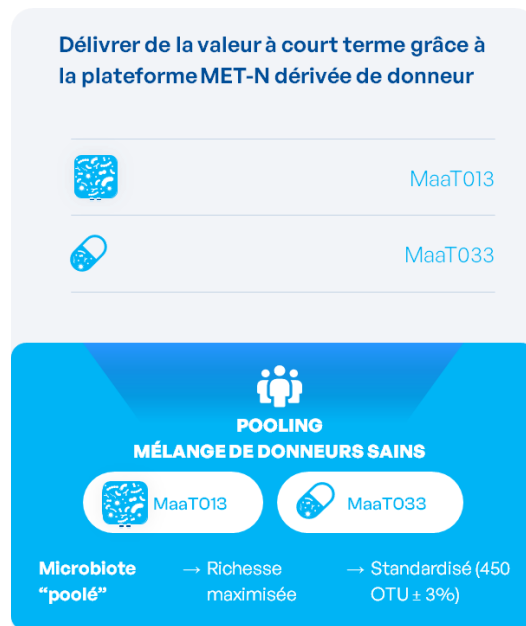 Délivrer de la valeur à court terme grâce à
la plateforme MET-N dérivée de donneur
MaaT013
MaaT033
POOLING
MÉLANGE DE DONNEURS SAINS
MaaT013
MaaT033
Microbiote
“poolé”
→ Richesse
maximisée
→ Standardisé (450
OTU ± 3%)